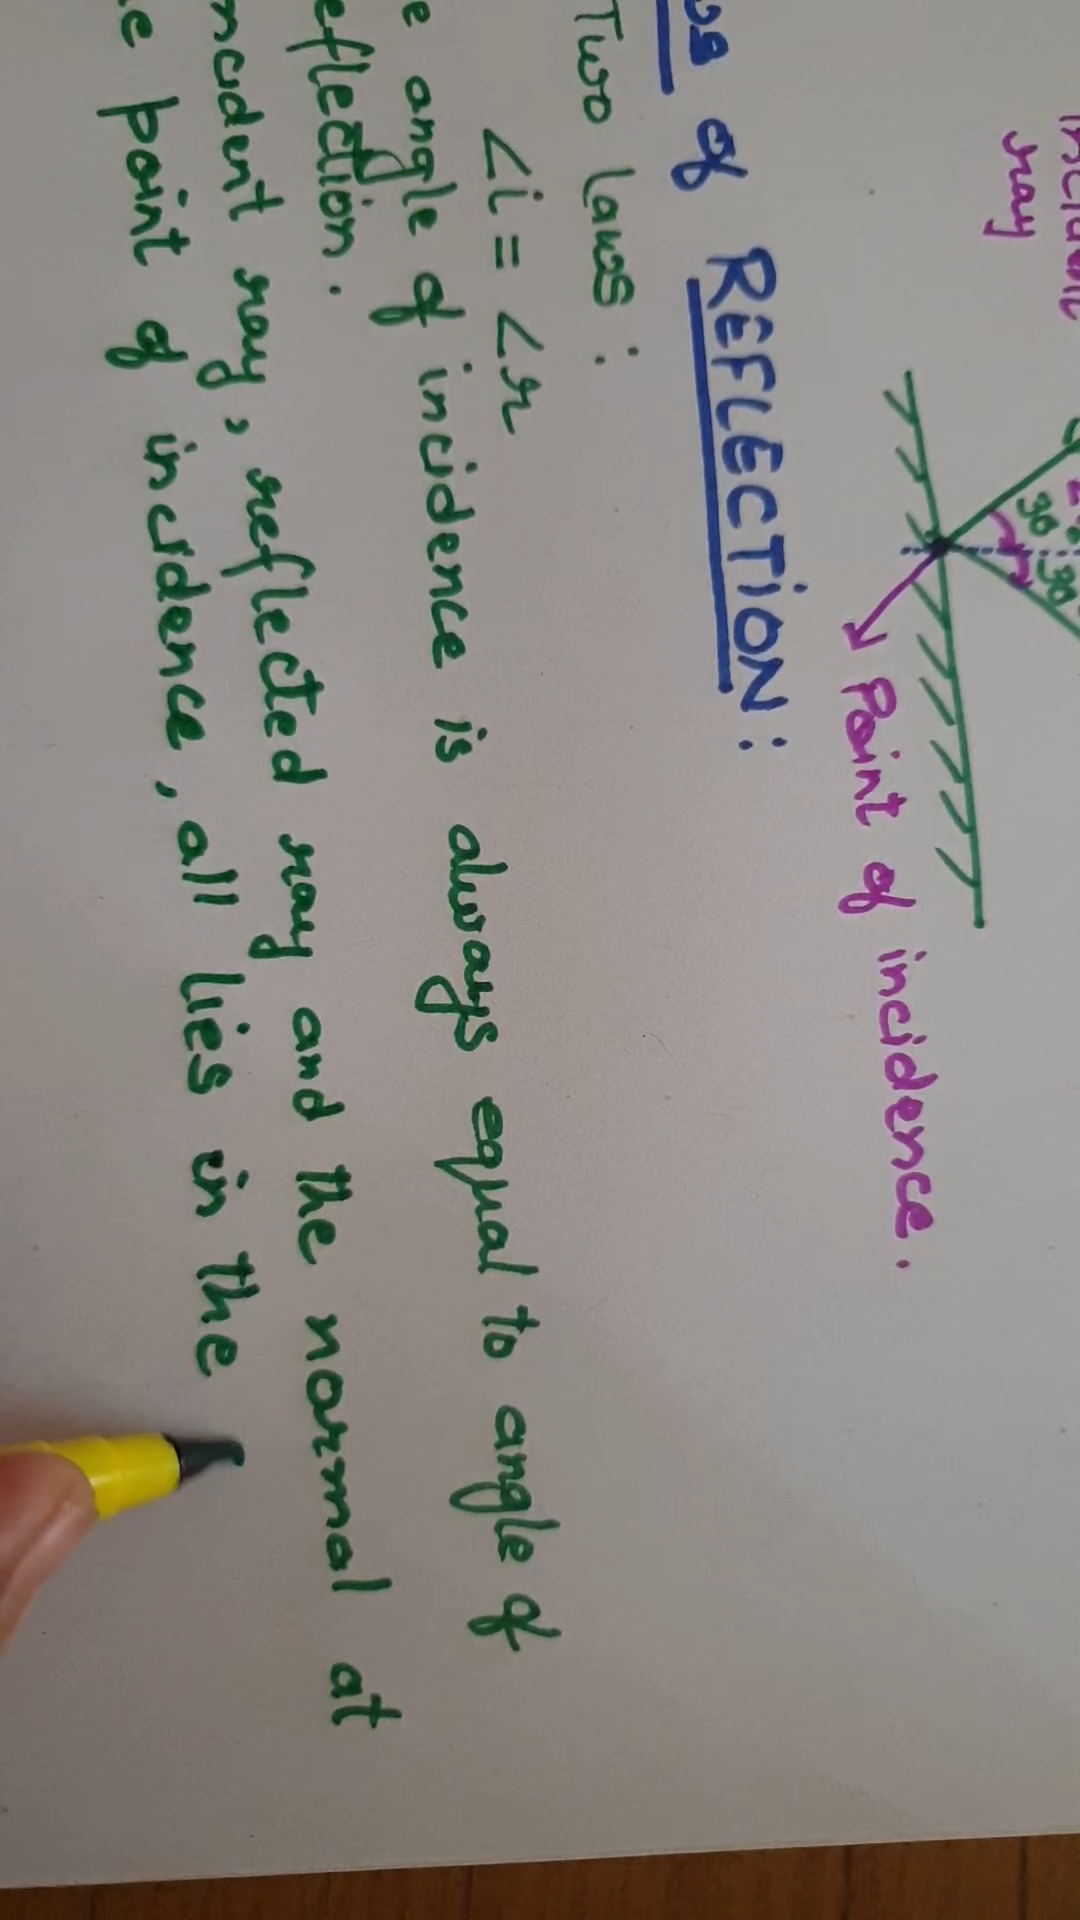 ray
30 30
Point of incidence.
of REFLECTION:
Two laws:
∠i = ∠r
angle of incidence is always equal to angle of
eflection.
ncident ray, reflected ray and the normal at
e point of incidence, all lies in the